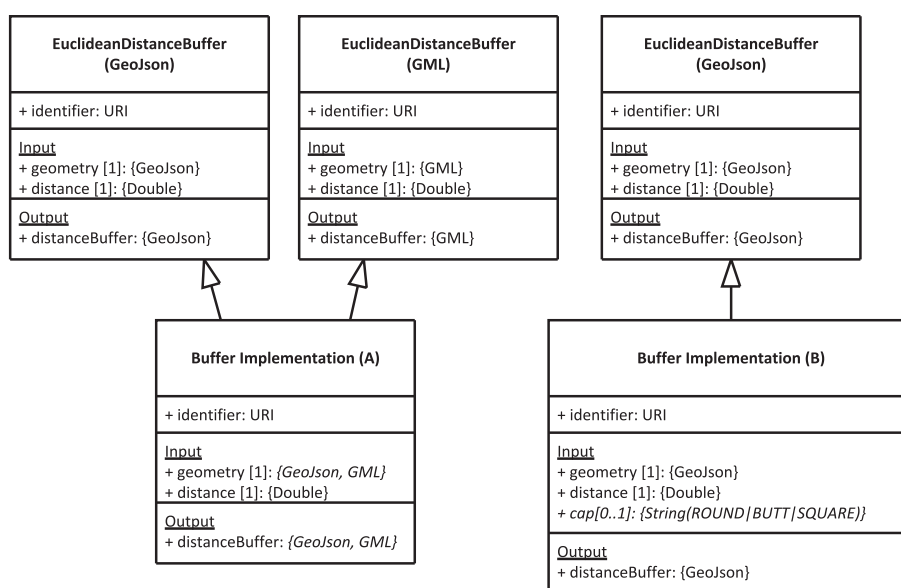 EuclideanDistanceBuffer
(GeoJson)
+ identifier: URI
Input
+ geometry [1]: {GeoJson}
+ distance [1]: {Double}
Output
+ distanceBuffer: {GeoJson}
EuclideanDistanceBuffer
(GML)
+ identifier: URI
Input
+ geometry [1]: {GML}
+ distance [1]: {Double}
Output
+ distanceBuffer: {GML}
EuclideanDistanceBuffer
(GeoJson)
+ identifier: URI
Input
+ geometry [1]: {GeoJson}
+ distance [1]: {Double}
Output
+ distanceBuffer: {GeoJson}
Buffer Implementation (A)
+ identifier: URI
Input
+ geometry [1]: {GeoJson, GML}
+ distance [1]: {Double}
Output
+ distanceBuffer: {GeoJson, GML}
Buffer Implementation (B)
+ identifier: URI
Input
+ geometry [1]: {GeoJson}
+ distance [1]: {Double}
+ cap[0..1]: {String(ROUND|BUTT|SQUARE)}
Output
+ distanceBuffer: {GeoJson}